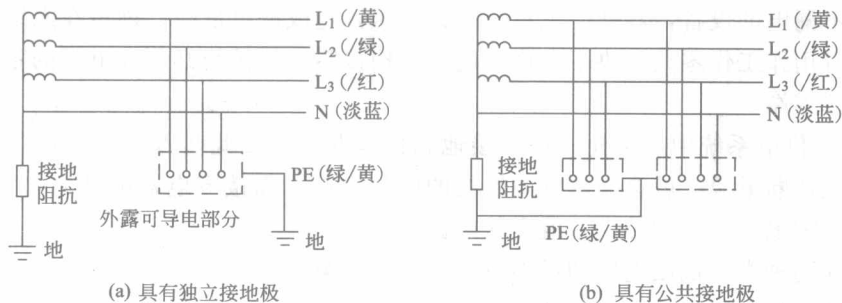 L₁(/黄)
L₂(/绿)
L₃(/红)
N(淡蓝)
接地
阻抗
PE(绿/黄)
外露可导电部分
地
地
(a) 具有独立接地极
L₁(/黄)
L₂(/绿)
L₃(/红)
N(淡蓝)
接地
阻抗
地
PE(绿/黄)
(b) 具有公共接地极